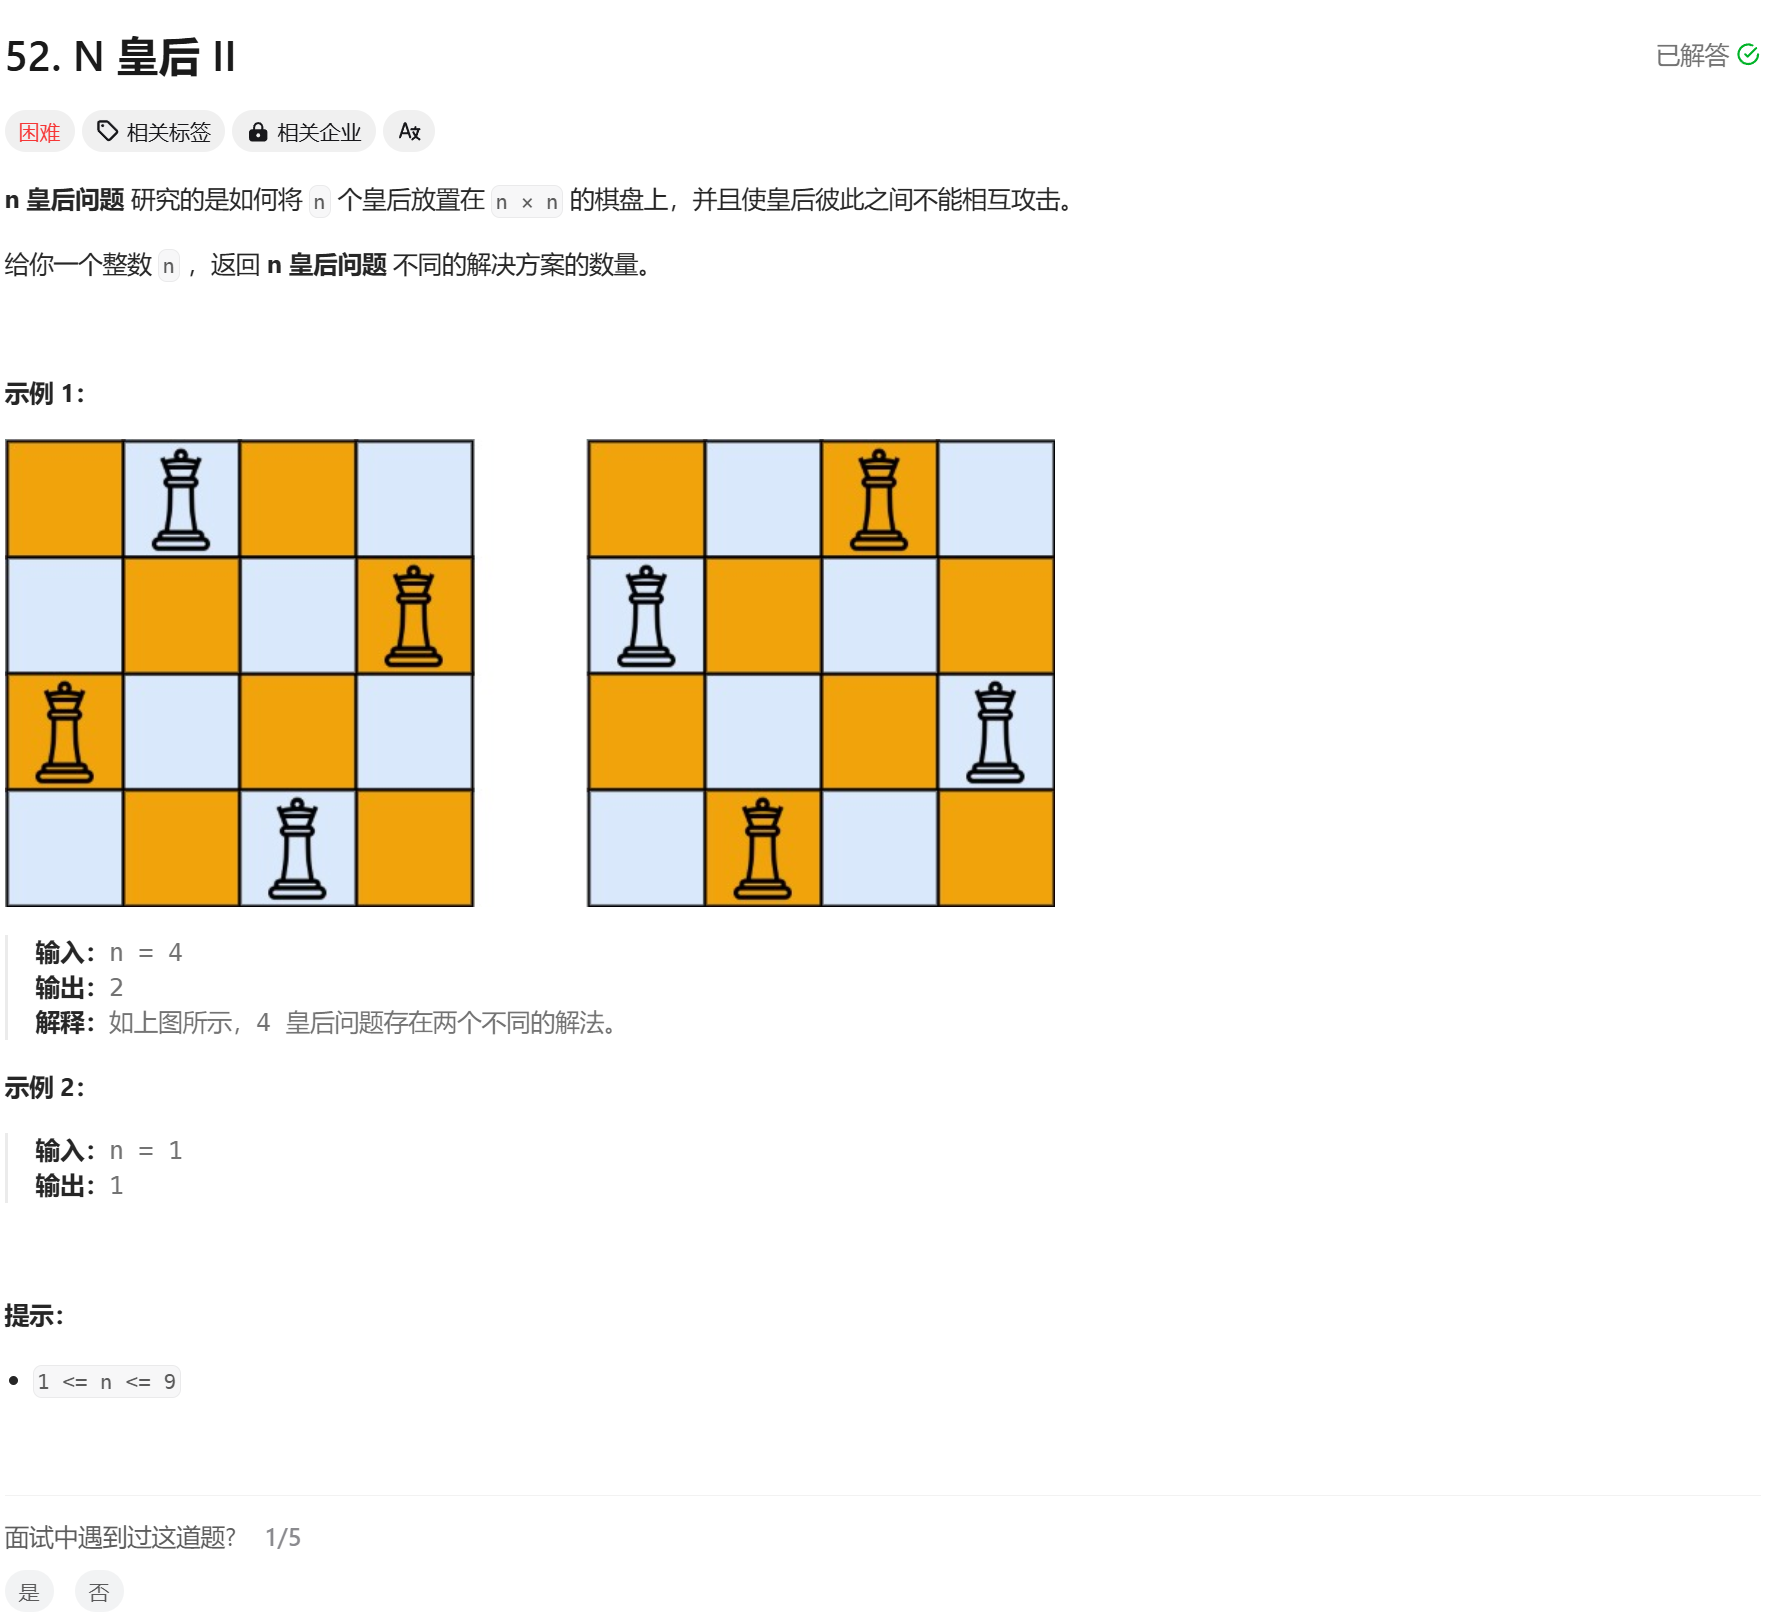 52. N 皇后 II
已解答
困难 相关标签 相关企业
n 皇后问题 研究的是如何将 n 个皇后放置在 n × n 的棋盘上，并且使皇后彼此之间不能相互攻击。
给你一个整数 n ，返回 n 皇后问题 不同的解决方案的数量。
示例 1：
输入：n = 4
输出：2
解释：如上图所示，4 皇后问题存在两个不同的解法。
示例 2：
输入：n = 1
输出：1
提示：
1 <= n <= 9
面试中遇到过这道题? 1/5
是 否